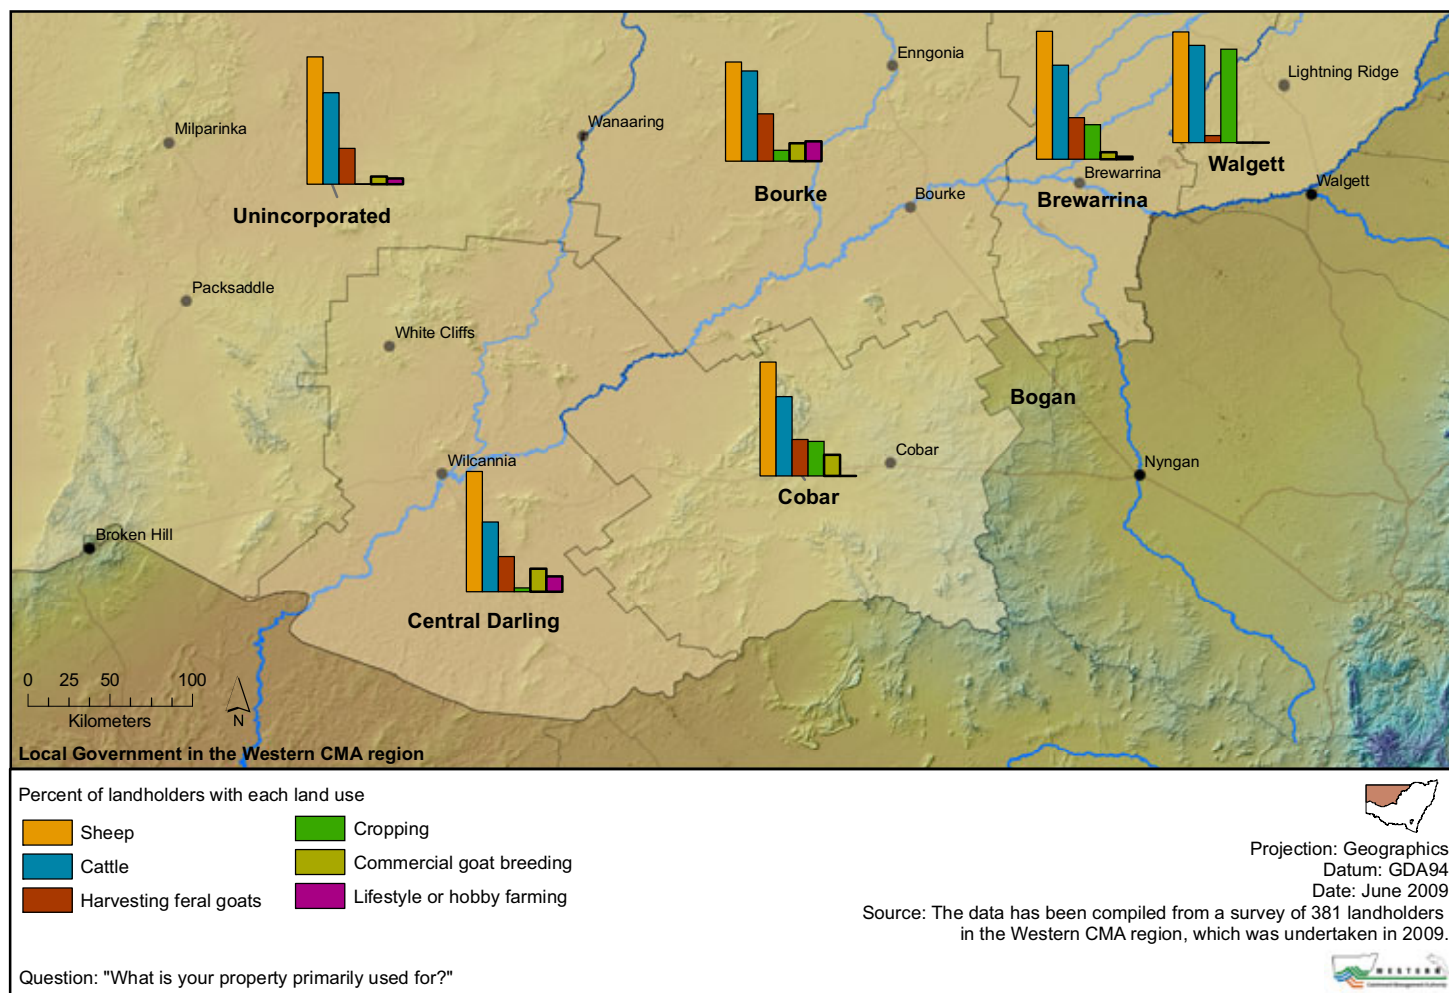 Enngonia
Lightning Ridge
Milparinka
Wanaaring
Walgett
Brewarrina
Bourke
Walgett
Bourke
Brewarrina
Unincorporated
Packsaddle
White Cliffs
Bogan
Wilcannia
Cobar
Nyngan
Cobar
Broken Hill
Central Darling
0 25 50 100
Kilometers
N
Local Government in the Western CMA region
Percent of landholders with each land use
Sheep
Cattle
Harvesting feral goats
Cropping
Commercial goat breeding
Lifestyle or hobby farming
Projection: Geographics
Datum: GDA94
Date: June 2009
Source: The data has been compiled from a survey of 381 landholders
in the Western CMA region, which was undertaken in 2009.
Question: "What is your property primarily used for?"
WESTERN